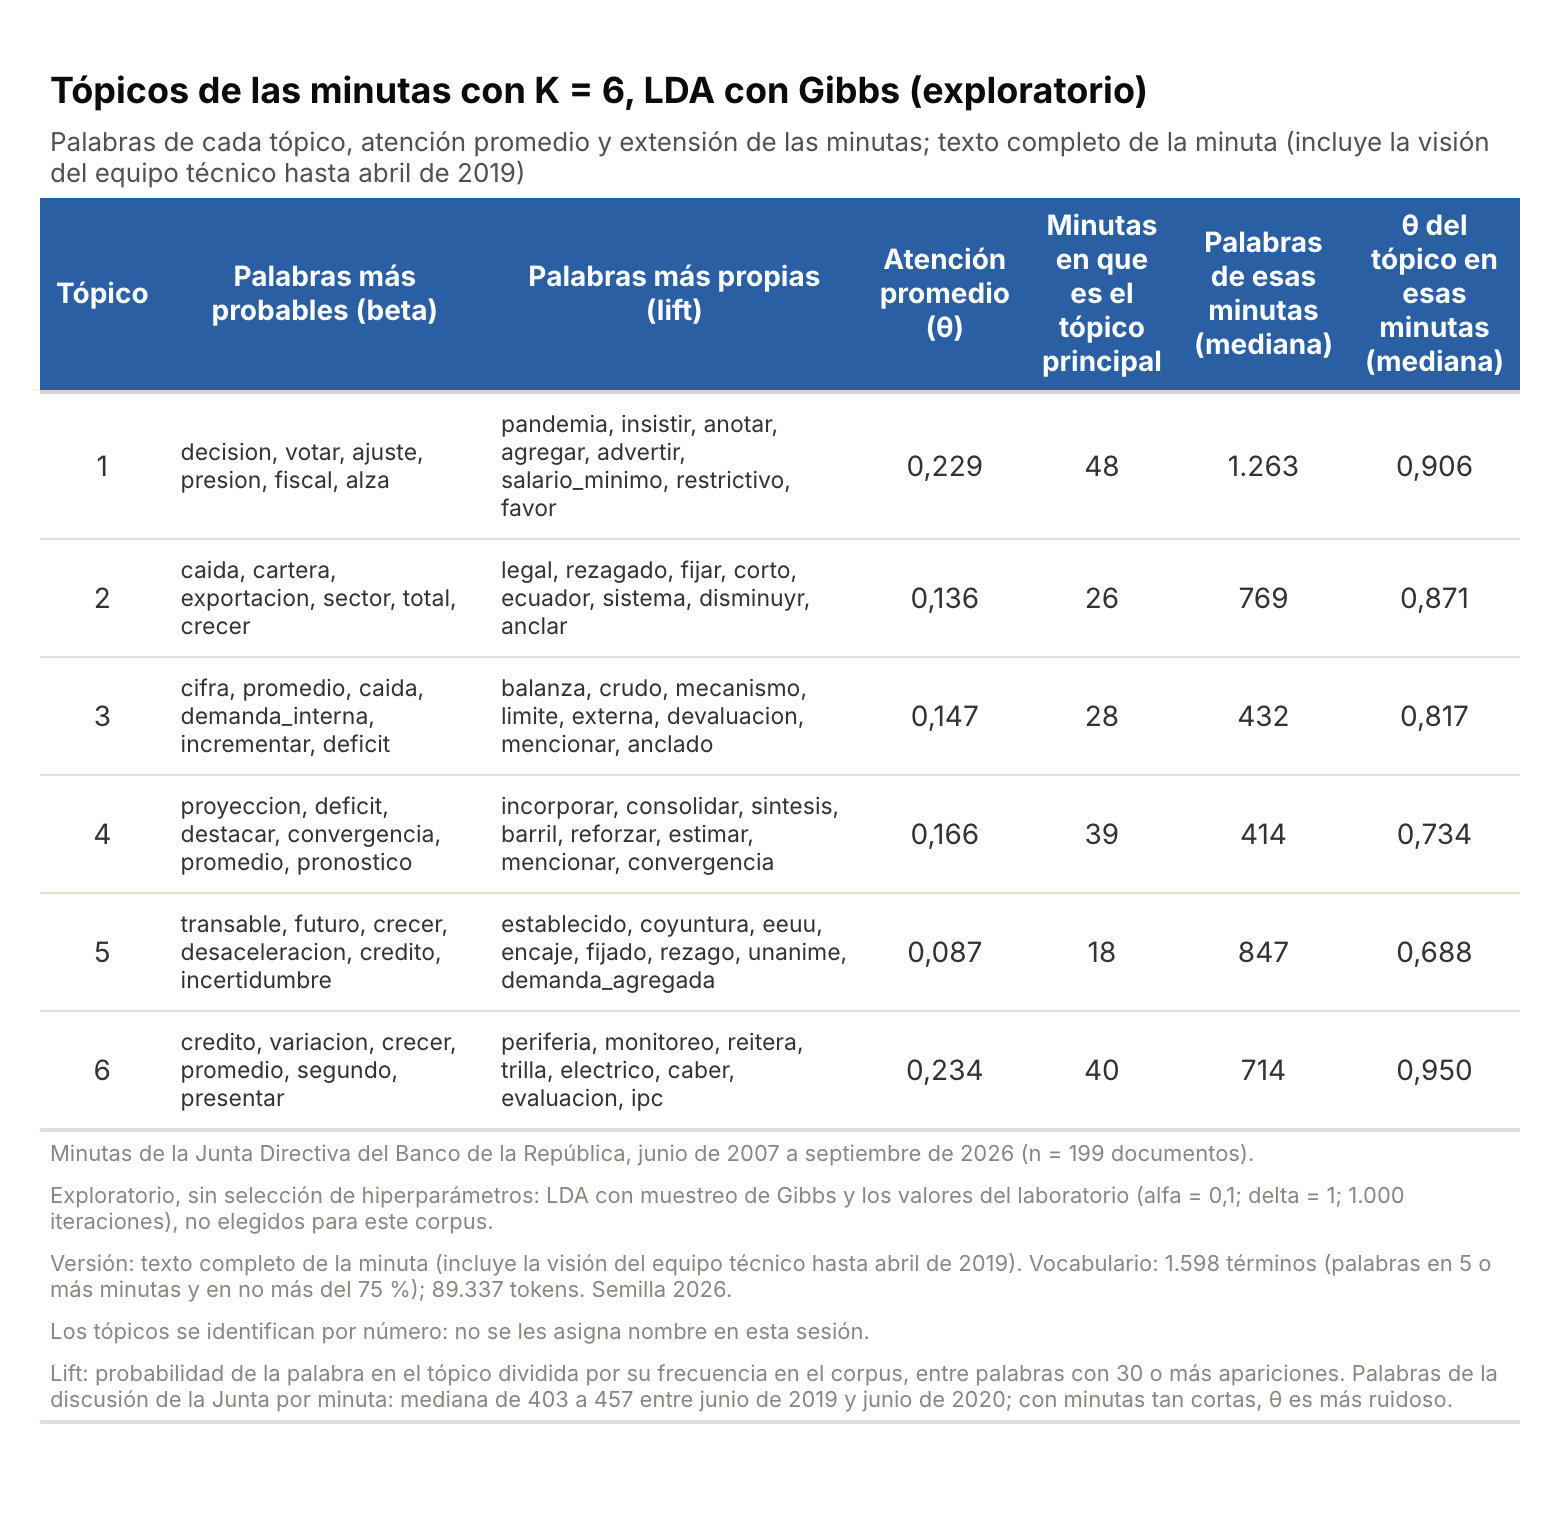 Tópicos de las minutas con K = 6, LDA con Gibbs (exploratorio)
Palabras de cada tópico, atención promedio y extensión de las minutas; texto completo de la minuta (incluye la visión
del equipo técnico hasta abril de 2019)
Tópico
Palabras más
probables (beta)
Palabras más propias
(lift)
Atención
promedio
(θ)
Minutas
en que
es el
tópico
principal
Palabras
de esas
minutas
(mediana)
θ del
tópico en
esas
minutas
(mediana)
1
decision, votar, ajuste,
presion, fiscal, alza
pandemia, insistir, anotar,
agregar, advertir,
salario_minimo, restrictivo,
favor
0,229
48
1.263
0,906
2
caida, cartera,
exportacion, sector, total,
crecer
legal, rezagado, fijar, corto,
ecuador, sistema, disminuyr,
anclar
0,136
26
769
0,871
3
cifra, promedio, caida,
demanda_interna,
incrementar, deficit
balanza, crudo, mecanismo,
limite, externa, devaluacion,
mencionar, anclado
0,147
28
432
0,817
4
proyeccion, deficit,
destacar, convergencia,
promedio, pronostico
incorporar, consolidar, sintesis,
barril, reforzar, estimar,
mencionar, convergencia
0,166
39
414
0,734
5
transable, futuro, crecer,
desaceleracion, credito,
incertidumbre
establecido, coyuntura, eeuu,
encaje, fijado, rezago, unanime,
demanda_agregada
0,087
18
847
0,688
6
credito, variacion, crecer,
promedio, segundo,
presentar
periferia, monitoreo, reitera,
trilla, electrico, caber,
evaluacion, ipc
0,234
40
714
0,950
Minutas de la Junta Directiva del Banco de la República, junio de 2007 a septiembre de 2026 (n = 199 documentos).
Exploratorio, sin selección de hiperparámetros: LDA con muestreo de Gibbs y los valores del laboratorio (alfa = 0,1; delta = 1; 1.000
iteraciones), no elegidos para este corpus.
Versión: texto completo de la minuta (incluye la visión del equipo técnico hasta abril de 2019). Vocabulario: 1.598 términos (palabras en 5 o
más minutas y en no más del 75 %); 89.337 tokens. Semilla 2026.
Los tópicos se identifican por número: no se les asigna nombre en esta sesión.
Lift: probabilidad de la palabra en el tópico dividida por su frecuencia en el corpus, entre palabras con 30 o más apariciones. Palabras de la
discusión de la Junta por minuta: mediana de 403 a 457 entre junio de 2019 y junio de 2020; con minutas tan cortas, θ es más ruidoso.